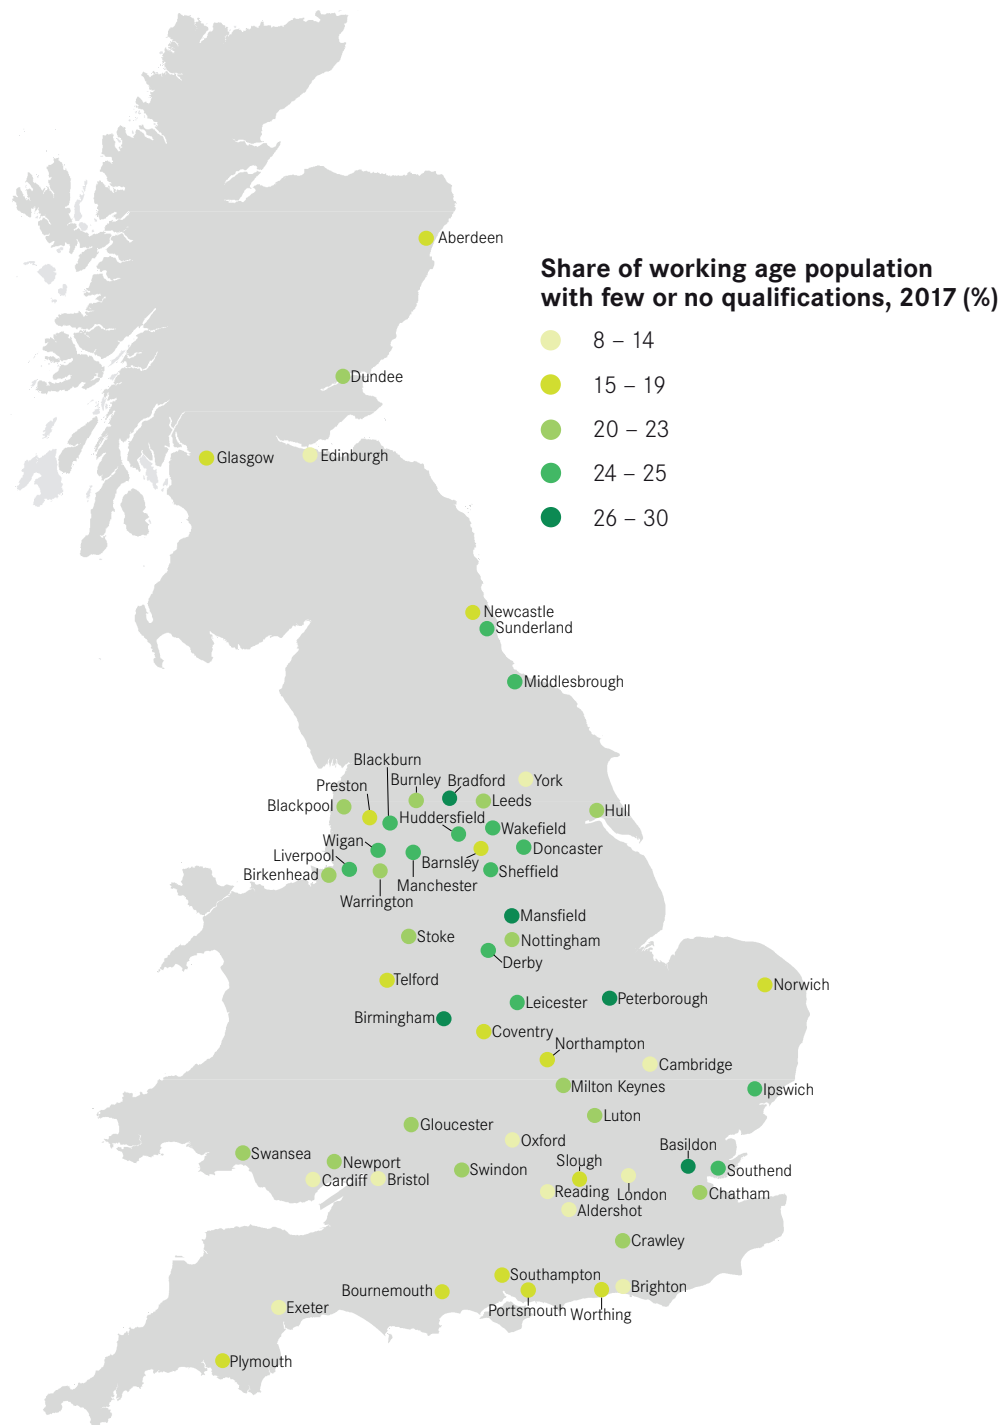 Aberdeen
Share of working age population
with few or no qualifications, 2017 (%)
8 – 14
15 – 19
20 – 23
24 – 25
26 – 30
Dundee
Glasgow
Edinburgh
Newcastle
Sunderland
Middlesbrough
Blackburn
Preston
Burnley
Bradford
York
Blackpool
Leeds
Hull
Huddersfield
Wakefield
Wigan
Doncaster
Liverpool
Barnsley
Birkenhead
Sheffield
Manchester
Warrington
Mansfield
Stoke
Nottingham
Derby
Telford
Norwich
Leicester
Peterborough
Birmingham
Coventry
Northampton
Cambridge
Milton Keynes
Ipswich
Luton
Gloucester
Oxford
Basildon
Swansea
Newport
Slough
Swindon
Southend
Cardiff
Bristol
Reading
London
Chatham
Aldershot
Crawley
Southampton
Bournemouth
Brighton
Exeter
Portsmouth
Worthing
Plymouth